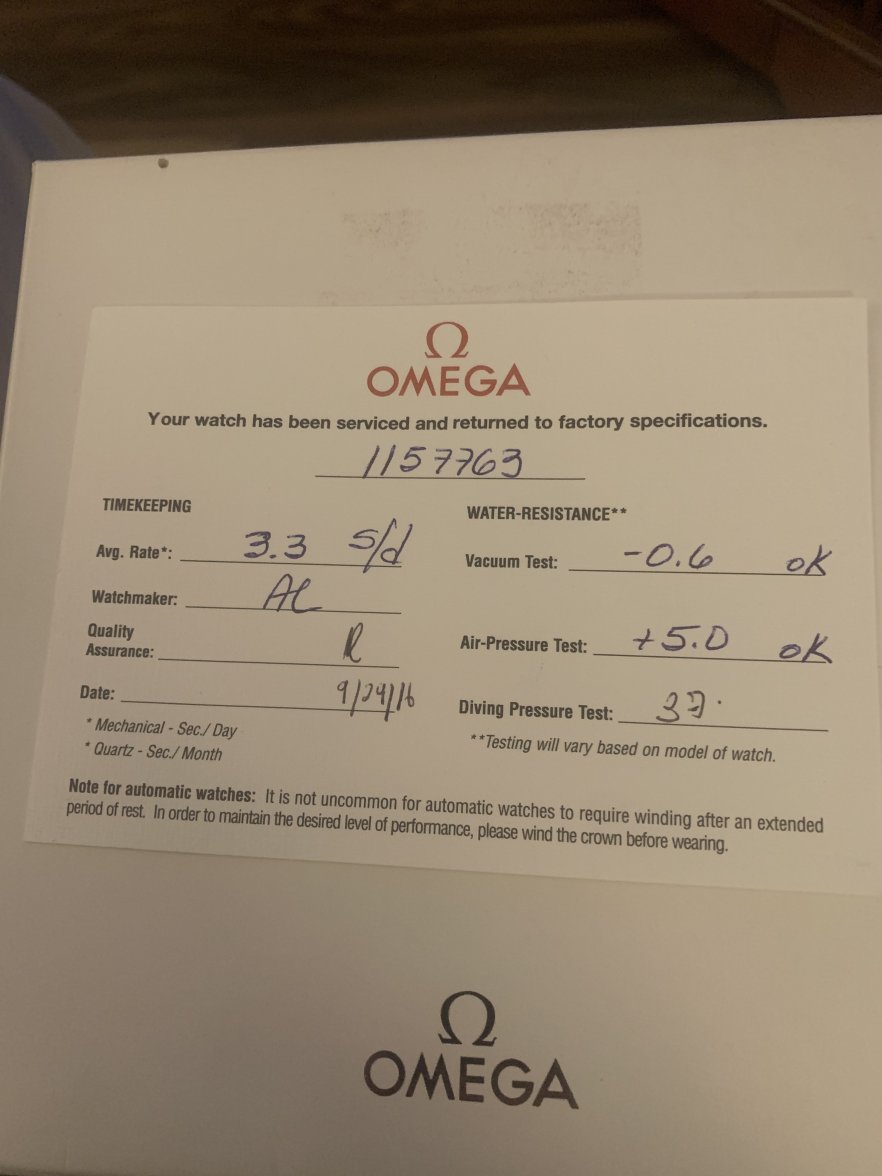 Ω
OMEGA
Your watch has been serviced and returned to factory specifications.
1157763
TIMEKEEPING
Avg. Rate*: 3.3 s/d
Watchmaker: AL
Quality
Assurance: R
Date: 9/29/16
* Mechanical - Sec./ Day
* Quartz - Sec./ Month
WATER-RESISTANCE**
Vacuum Test: -0.6 OK
Air-Pressure Test: +5.0 OK
Diving Pressure Test:
**Testing will vary based on model of watch.
Note for automatic watches: It is not uncommon for automatic watches to require winding after an extended
period of rest. In order to maintain the desired level of performance, please wind the crown before wearing.
Ω
OMEGA